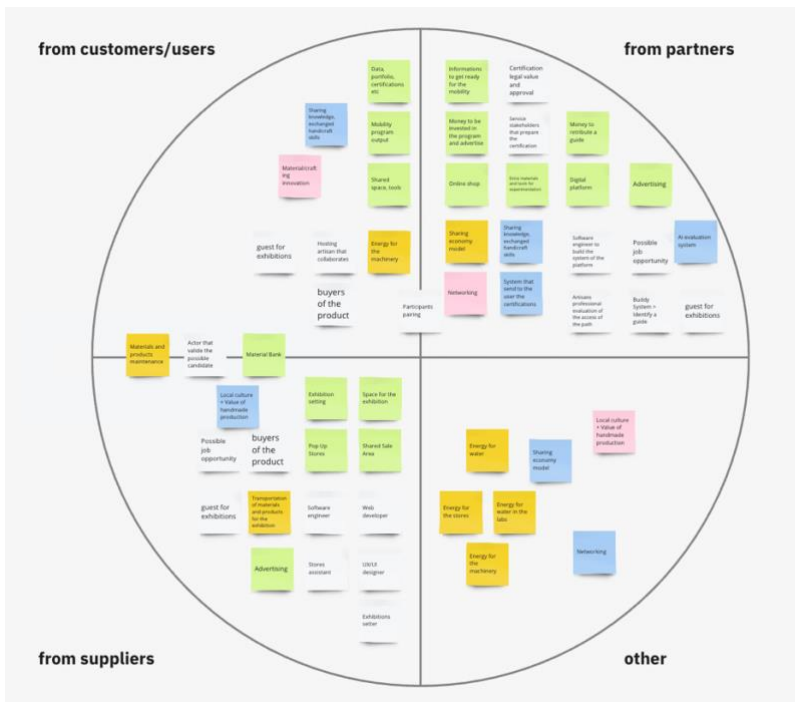 from customers/users
from partners
Data,
portfolio,
certifications
etc
Sharing
knowledge,
exchanged
handicraft
skills
Mobility
program
output
Material/craft
ing
innovation
Shared
space, tools
guest for
exhibitions
Hosting
artisan that
collaborates
Energy for
the
machinery
buyers
of the
product
Participants
pairing
Informations
to get ready
for the
mobility
Certification
legal value
and
approval
Money to be
invested in
the program
and advertise
Service
stakeholders
that prepare
the
certification
Money to
retribute a
guide
Online shop
Extra materials
and tools for
experimentation
Digital
platform
Advertising
Sharing
economy
model
Sharing
knowledge,
exchanged
handicraft
skills
Software
engineer to
build the
system of the
platform
Possible
job
opportunity
AI evaluation
system
Networking
System that
send to the
user the
certifications
Artisans
professional
evaluation of
the access of
the path
Buddy
System =
Identify a
guide
guest for
exhibitions
Materials and
products
maintenance
Actor that
valide the
possible
candidate
Material Bank
Local culture
= Value of
handmade
production
Exhibition
setting
Space for the
exhibition
Possible
job
opportunity
buyers
of the
product
Pop Up
Stores
Shared Sale
Area
guest for
exhibitions
Transportation
of materials
and products
for the
exhibition
Software
engineer
Web
developer
Advertising
Stores
assistant
UX/UI
designer
Exhibitions
setter
Local culture
= Value of
handmade
production
Energy for
water
Sharing
economy
model
Energy for
the stores
Energy for
water in the
labs
Energy for
the
machinery
Networking
from suppliers
other